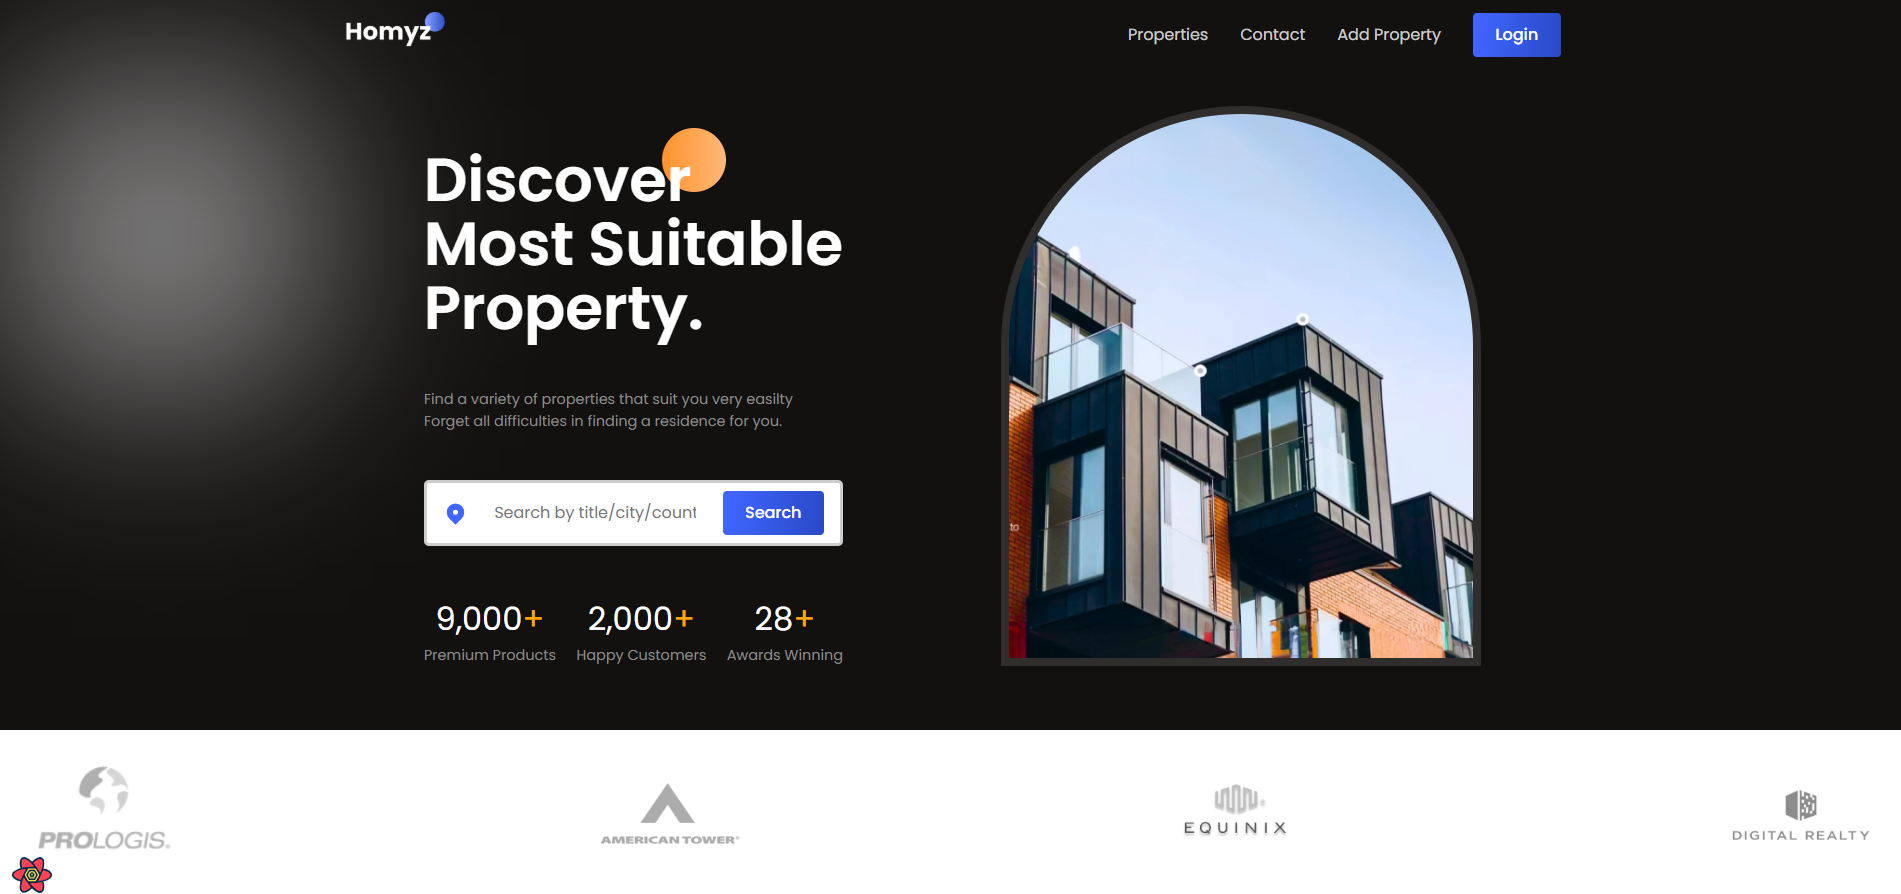 Homyz
Properties Contact Add Property Login
Discover
Most Suitable
Property.
Find a variety of properties that suit you very easilty
Forget all difficulties in finding a residence for you.
Search by title/city/count
Search
9,000+ 2,000+ 28+
Premium Products Happy Customers Awards Winning
to
PROLOGIS.
AMERICAN TOWER®
EQUINIX
DIGITAL REALTY